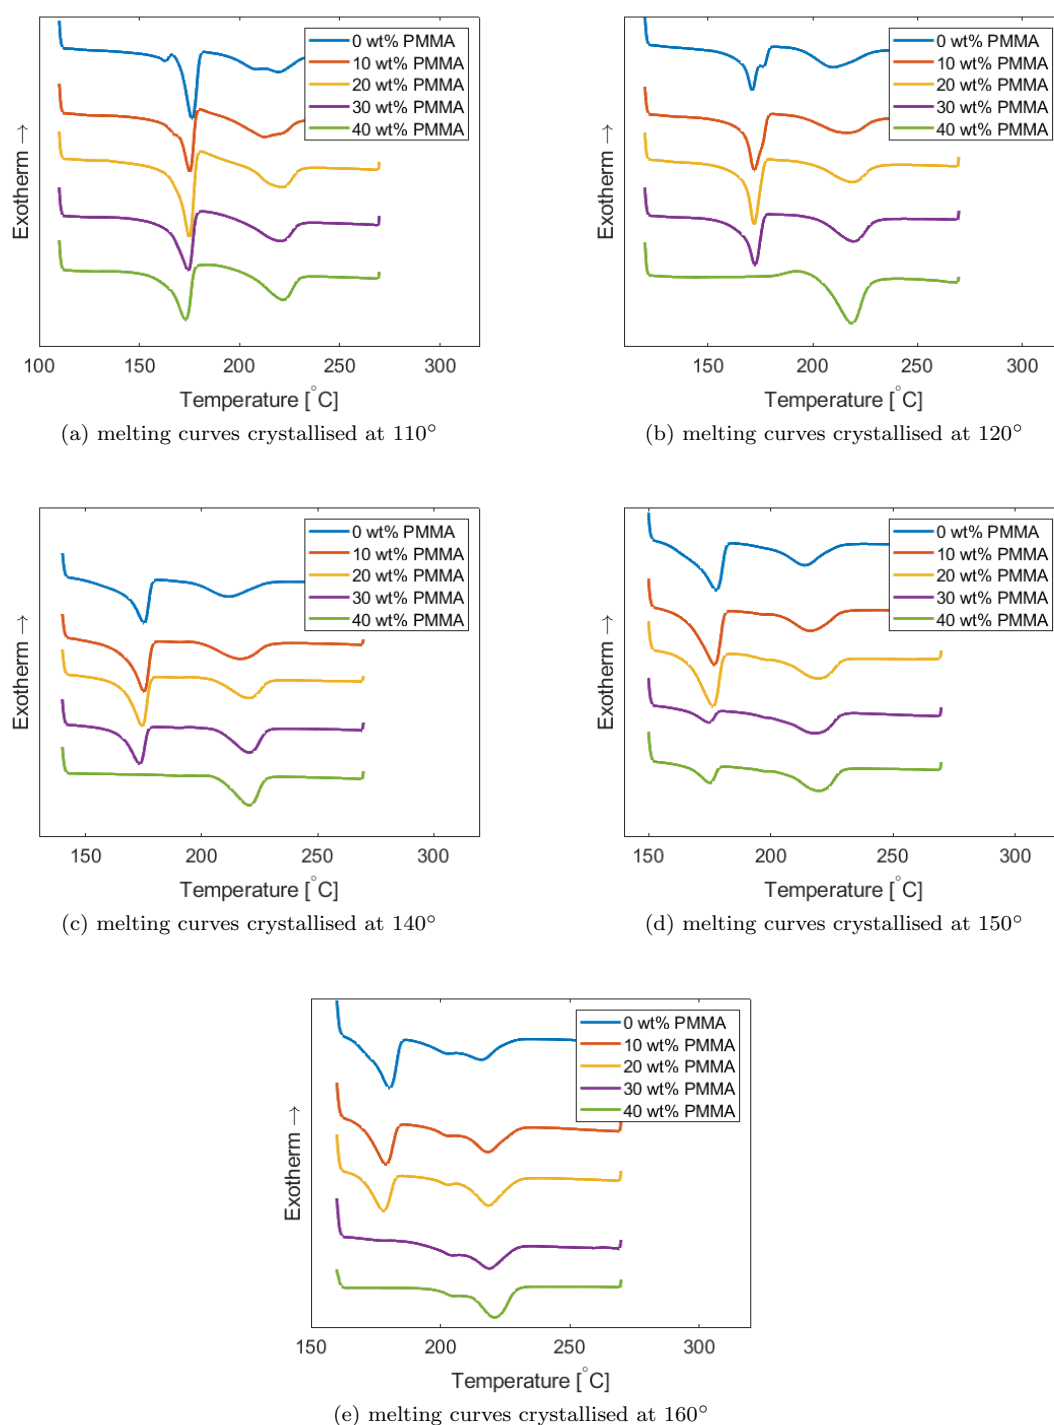 0 wt% PMMA
10 wt% PMMA
20 wt% PMMA
30 wt% PMMA
40 wt% PMMA
Exotherm →
100 150 200 250 300
Temperature [°C]
(a) melting curves crystallised at 110°
0 wt% PMMA
10 wt% PMMA
20 wt% PMMA
30 wt% PMMA
40 wt% PMMA
Exotherm →
150 200 250 300
Temperature [°C]
(b) melting curves crystallised at 120°
0 wt% PMMA
10 wt% PMMA
20 wt% PMMA
30 wt% PMMA
40 wt% PMMA
Exotherm →
150 200 250 300
Temperature [°C]
(c) melting curves crystallised at 140°
0 wt% PMMA
10 wt% PMMA
20 wt% PMMA
30 wt% PMMA
40 wt% PMMA
Exotherm →
150 200 250 300
Temperature [°C]
(d) melting curves crystallised at 150°
0 wt% PMMA
10 wt% PMMA
20 wt% PMMA
30 wt% PMMA
40 wt% PMMA
Exotherm →
150 200 250 300
Temperature [°C]
(e) melting curves crystallised at 160°